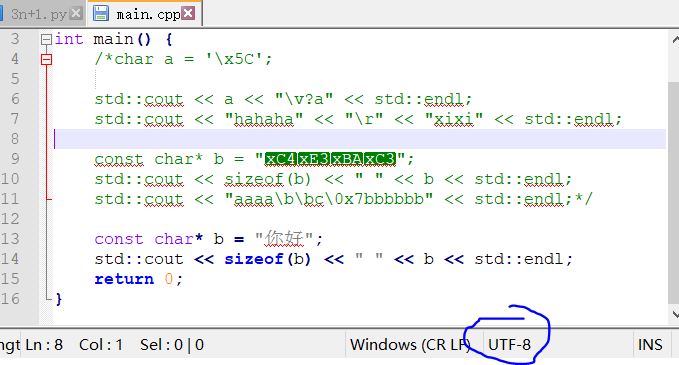 3n+1.py main.cpp
3 int main() {
4 /*char a = '\x5C';
5
6 std::cout << a << "\v?a" << std::endl;
7 std::cout << "hahaha" << "\r" << "xixi" << std::endl;
8
9 const char* b = "xC4xE3xBAxC3";
10 std::cout << sizeof(b) << " " << b << std::endl;
11 std::cout << "aaaa\b\bc\0x7bbbbbb" << std::endl;*/
12
13 const char* b = "你好";
14 std::cout << sizeof(b) << " " << b << std::endl;
15 return 0;
16 }
ngt Ln : 8 Col : 1 Sel : 0 | 0 Windows (CR LF) UTF-8 INS